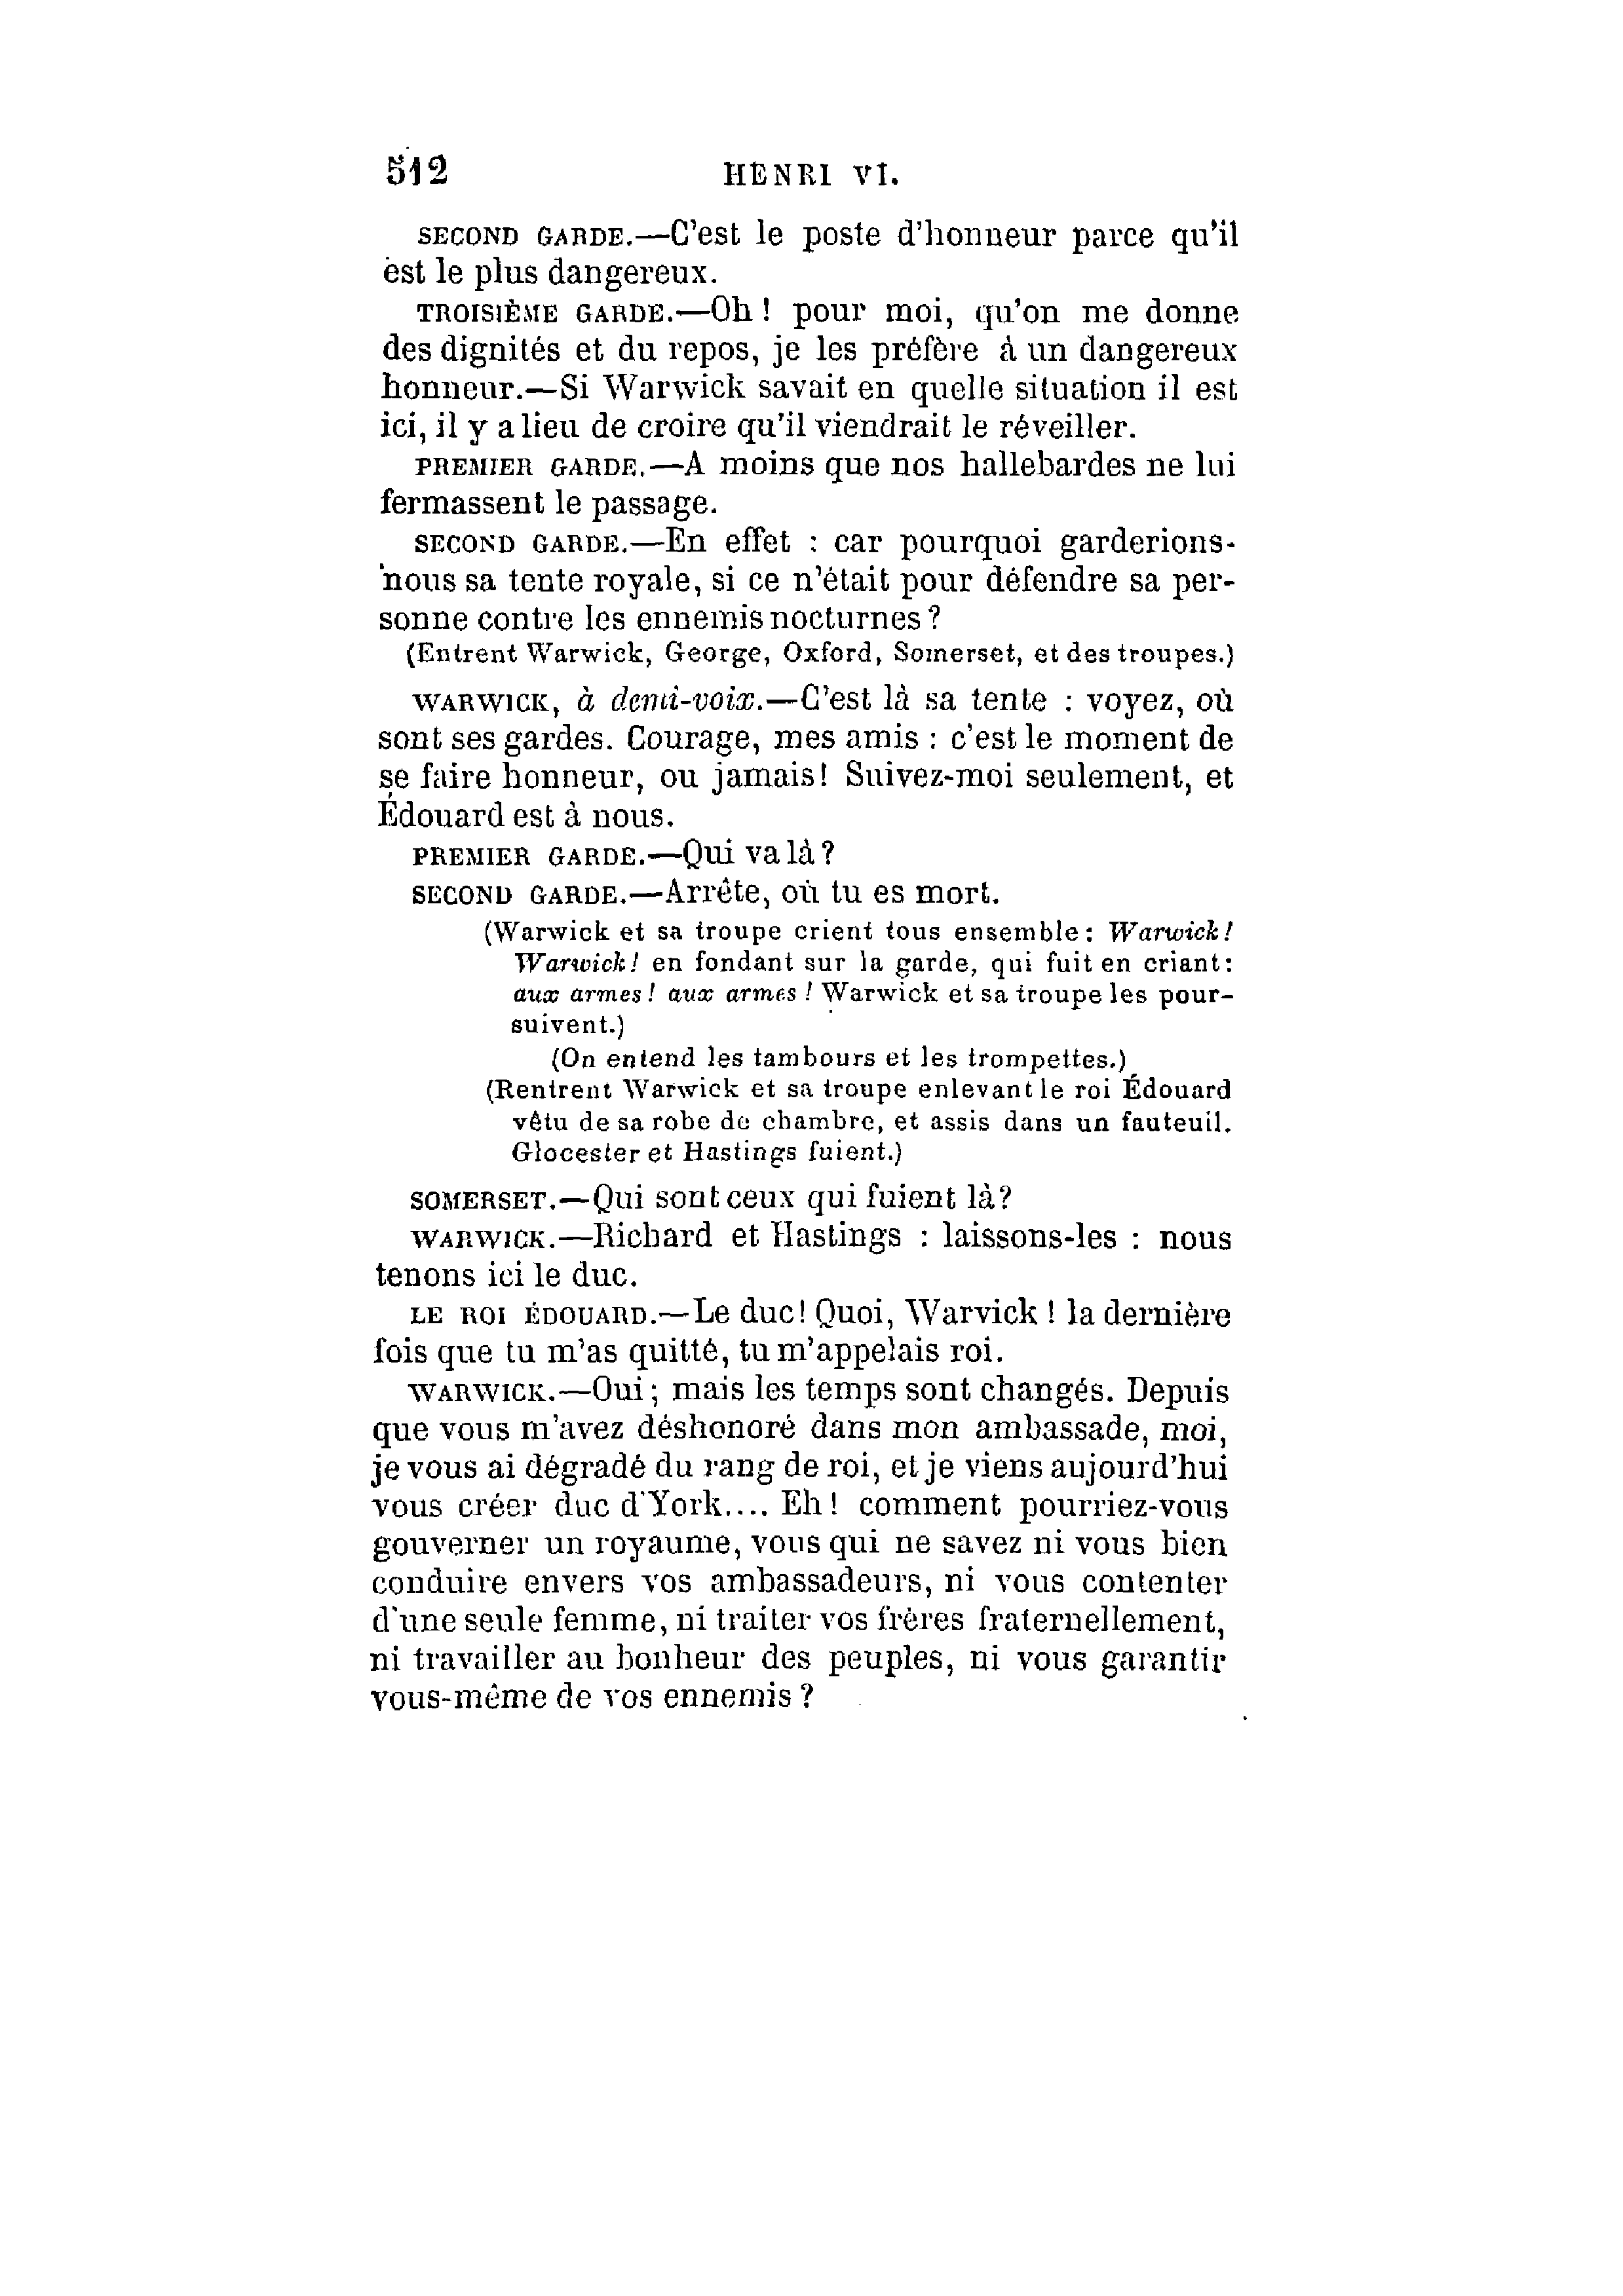 512 HENRI VI.
SECOND GARDE.—C'est le poste d'honneur parce qu'il
est le plus dangereux.
TROISIÈME GARDE.—Oh ! pour moi, qu'on me donne
des dignités et du repos, je les préfère à un dangereux
honneur.—Si Warwick savait en quelle situation il est
ici, il y a lieu de croire qu'il viendrait le réveiller.
PREMIER GARDE.—A moins que nos hallebardes ne lui
fermassent le passage.
SECOND GARDE.—En effet : car pourquoi garderions-
nous sa tente royale, si ce n'était pour défendre sa per-
sonne contre les ennemis nocturnes ?
(Entrent Warwick, George, Oxford, Somerset, et des troupes.)
WARWICK, à demi-voix.—C'est là sa tente : voyez, où
sont ses gardes. Courage, mes amis : c'est le moment de
se faire honneur, ou jamais! Suivez-moi seulement, et
Édouard est à nous.
PREMIER GARDE.—Qui va là ?
SECOND GARDE.—Arrête, où tu es mort.
(Warwick et sa troupe crient tous ensemble: Warwick!
Warwick! en fondant sur la garde, qui fuit en criant:
aux armes! aux armes ! Warwick et sa troupe les pour-
suivent.)
(On entend les tambours et les trompettes.)
(Rentrent Warwick et sa troupe enlevant le roi Édouard
vêtu de sa robe de chambre, et assis dans un fauteuil.
Glocester et Hastings fuient.)
SOMERSET.—Qui sont ceux qui fuient là?
WARWICK.—Richard et Hastings : laissons-les : nous
tenons ici le duc.
LE ROI ÉDOUARD.—Le duc! Quoi, Warvick ! la dernière
fois que tu m'as quitté, tu m'appelais roi.
WARWICK.—Oui ; mais les temps sont changés. Depuis
que vous m'avez déshonoré dans mon ambassade, moi,
je vous ai dégradé du rang de roi, et je viens aujourd'hui
vous créer duc d'York.... Eh ! comment pourriez-vous
gouverner un royaume, vous qui ne savez ni vous bien
conduire envers vos ambassadeurs, ni vous contenter
d'une seule femme, ni traiter vos frères fraternellement,
ni travailler au bonheur des peuples, ni vous garantir
vous-même de vos ennemis ?